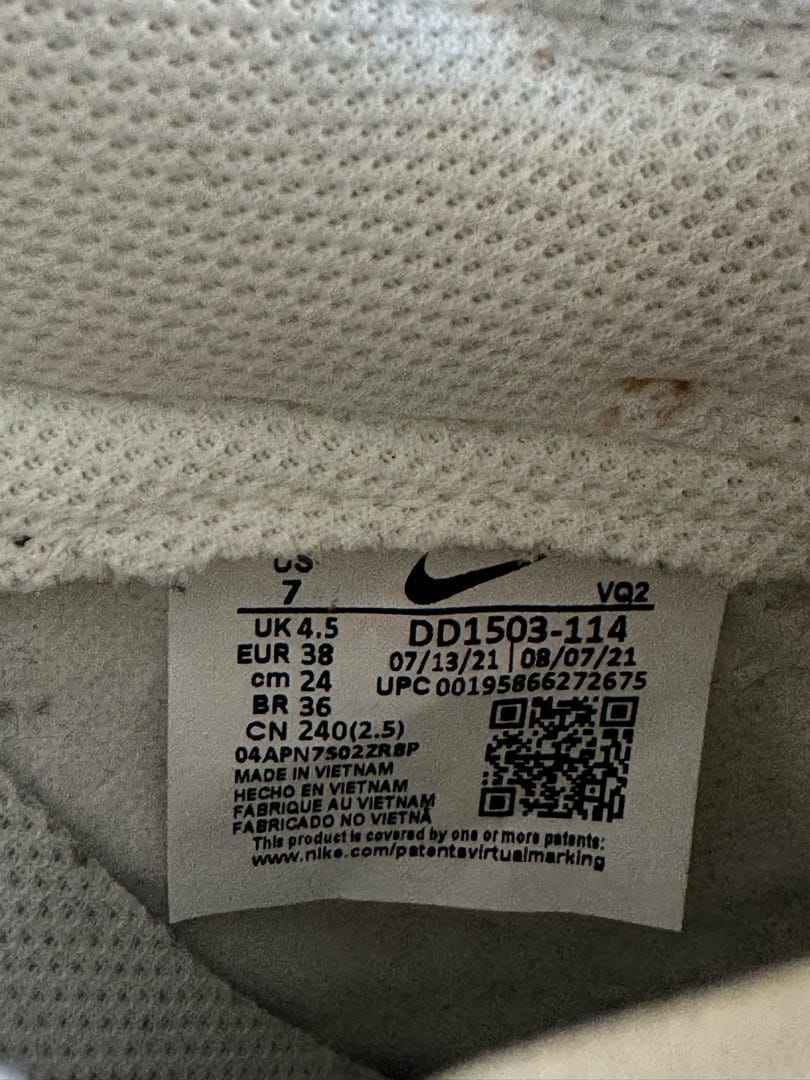 US
7
VQ2
UK 4.5
DD1503-114
EUR 38
07/13/21 | 08/07/21
cm 24
UPC 00195866272675
BR 36
CN 240(2.5)
04APN7S02ZR8P
MADE IN VIETNAM
HECHO EN VIETNAM
FABRIQUE AU VIETNAM
FABRICADO NO VIETNÃ
This product is covered by one or more patents:
www.nike.com/patentsvirtualmarking